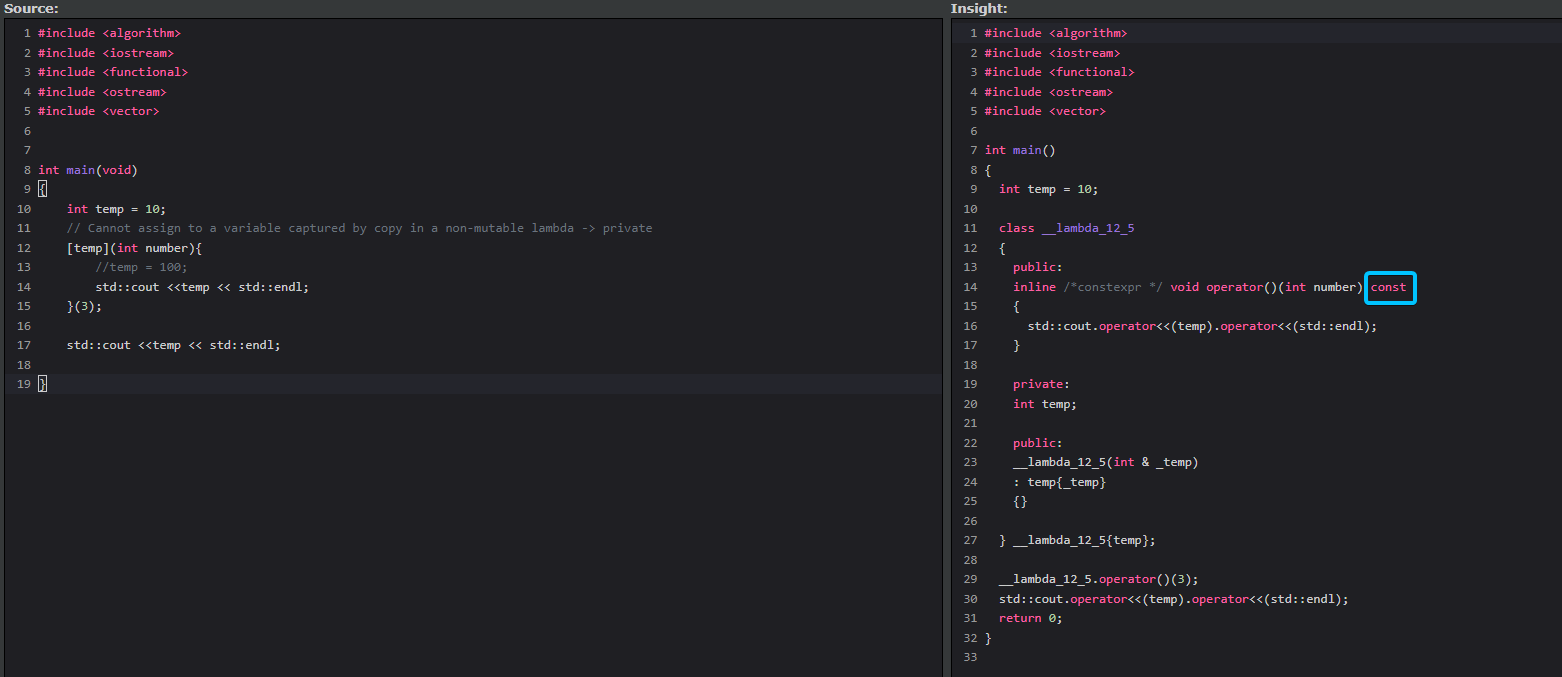 Source:
1 #include <algorithm>
2 #include <iostream>
3 #include <functional>
4 #include <ostream>
5 #include <vector>
6
7
8 int main(void)
9 {
10     int temp = 10;
11     // Cannot assign to a variable captured by copy in a non-mutable lambda -> private
12     [temp](int number){
13         //temp = 100;
14         std::cout <<temp << std::endl;
15     }(3);
16
17     std::cout <<temp << std::endl;
18
19 }
Insight:
1 #include <algorithm>
2 #include <iostream>
3 #include <functional>
4 #include <ostream>
5 #include <vector>
6
7 int main()
8 {
9   int temp = 10;
10
11   class __lambda_12_5
12   {
13     public:
14     inline /*constexpr */ void operator()(int number) const
15     {
16       std::cout.operator<<(temp).operator<<(std::endl);
17     }
18
19     private:
20     int temp;
21
22     public:
23     __lambda_12_5(int & _temp)
24     : temp{_temp}
25     {}
26
27   } __lambda_12_5{temp};
28
29   __lambda_12_5.operator()(3);
30   std::cout.operator<<(temp).operator<<(std::endl);
31   return 0;
32 }
33